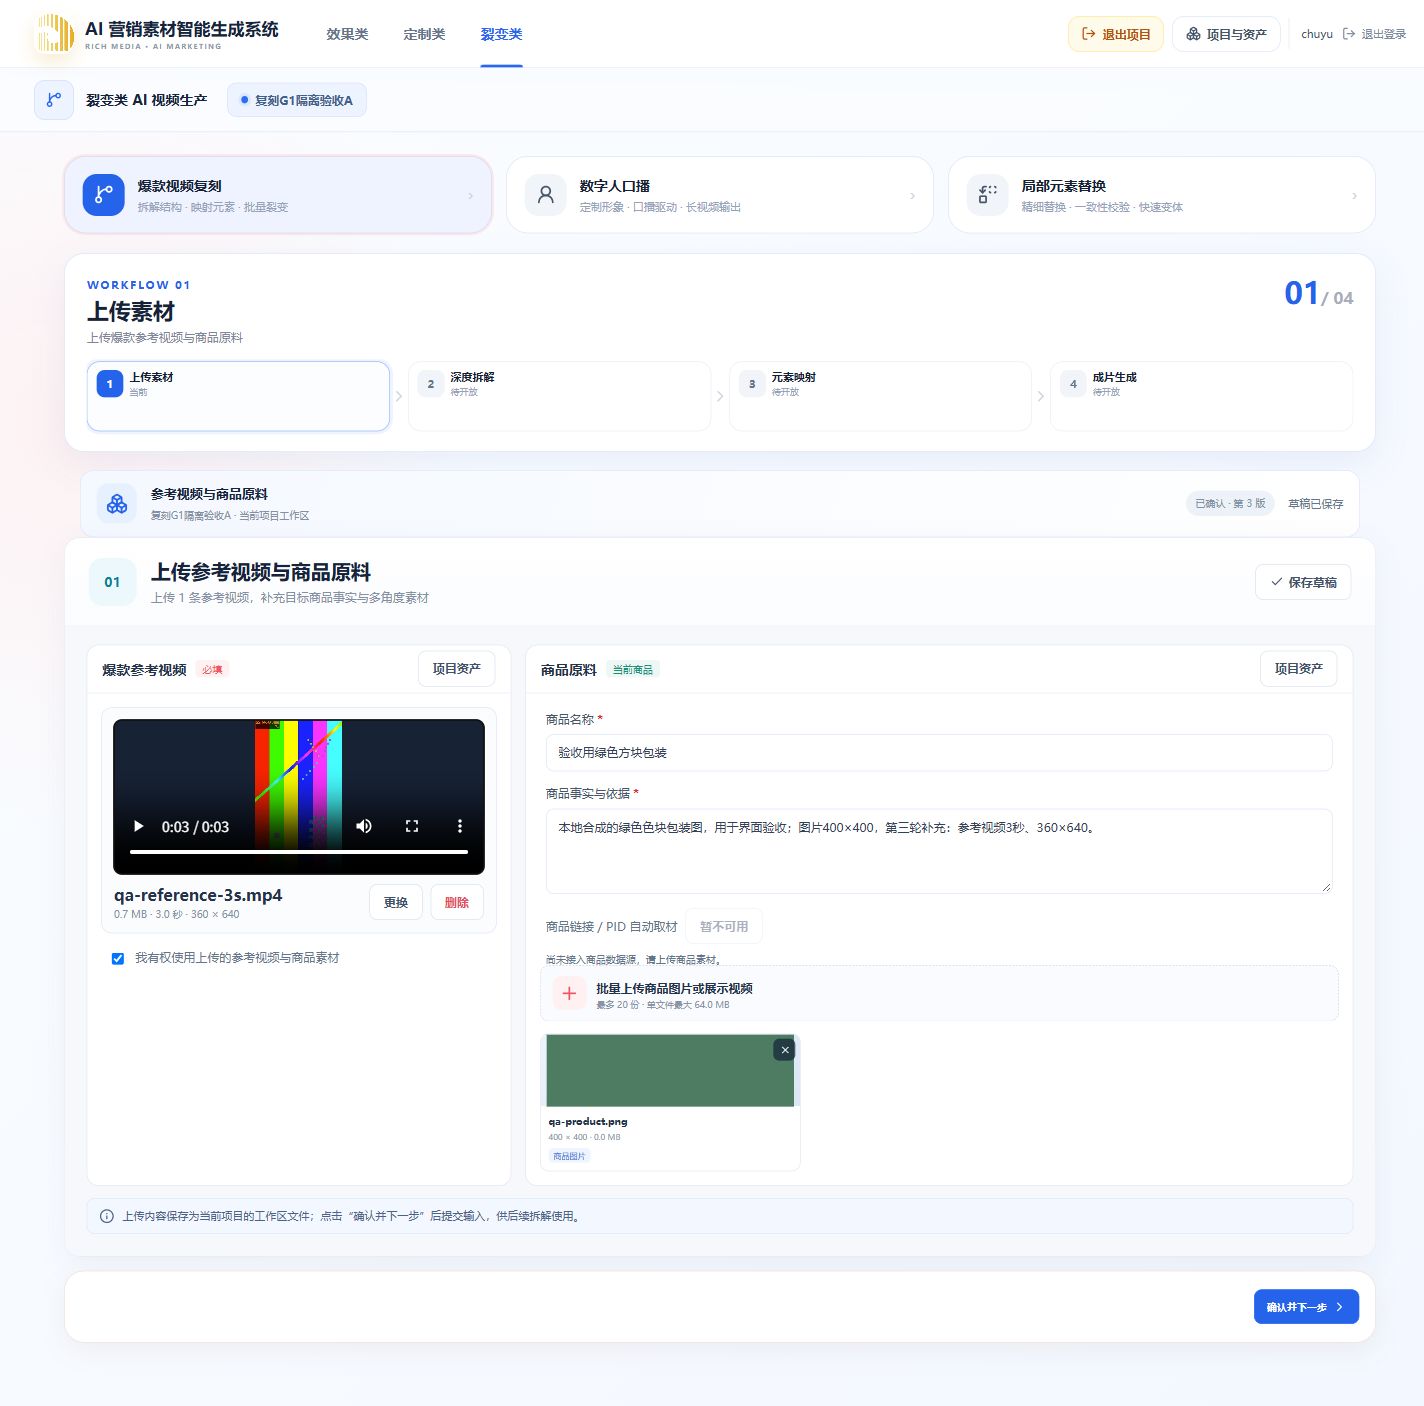 AI 营销素材智能生成系统
RICH MEDIA • AI MARKETING
效果类
定制类
裂变类
退出项目
项目与资产
chuyu
退出登录
裂变类 AI 视频生产
复刻G1隔离验收A
爆款视频复刻
拆解结构 · 映射元素 · 批量裂变
数字人口播
定制形象 · 口播驱动 · 长视频输出
局部元素替换
精细替换 · 一致性校验 · 快速变体
WORKFLOW 01
上传素材
上传爆款参考视频与商品原料
01 / 04
1 上传素材
当前
2 深度拆解
待开放
3 元素映射
待开放
4 成片生成
待开放
参考视频与商品原料
复刻G1隔离验收A · 当前项目工作区
已确认 · 第 3 版
草稿已保存
01
上传参考视频与商品原料
上传 1 条参考视频，补充目标商品事实与多角度素材
保存草稿
爆款参考视频
必填
项目资产
0:03 / 0:03
qa-reference-3s.mp4
0.7 MB · 3.0 秒 · 360 × 640
更换
删除
我有权使用上传的参考视频与商品素材
商品原料
当前商品
项目资产
商品名称 *
验收用绿色方块包装
商品事实与依据 *
本地合成的绿色色块包装图，用于界面验收；图片400×400，第三轮补充：参考视频3秒、360×640。
商品链接 / PID 自动取材
暂不可用
尚未接入商品数据源，请上传商品素材。
批量上传商品图片或展示视频
最多 20 份 · 单文件最大 64.0 MB
qa-product.png
400 × 400 · 0.0 MB
商品图片
上传内容保存为当前项目的工作区文件；点击“确认并下一步”后提交输入，供后续拆解使用。
确认并下一步